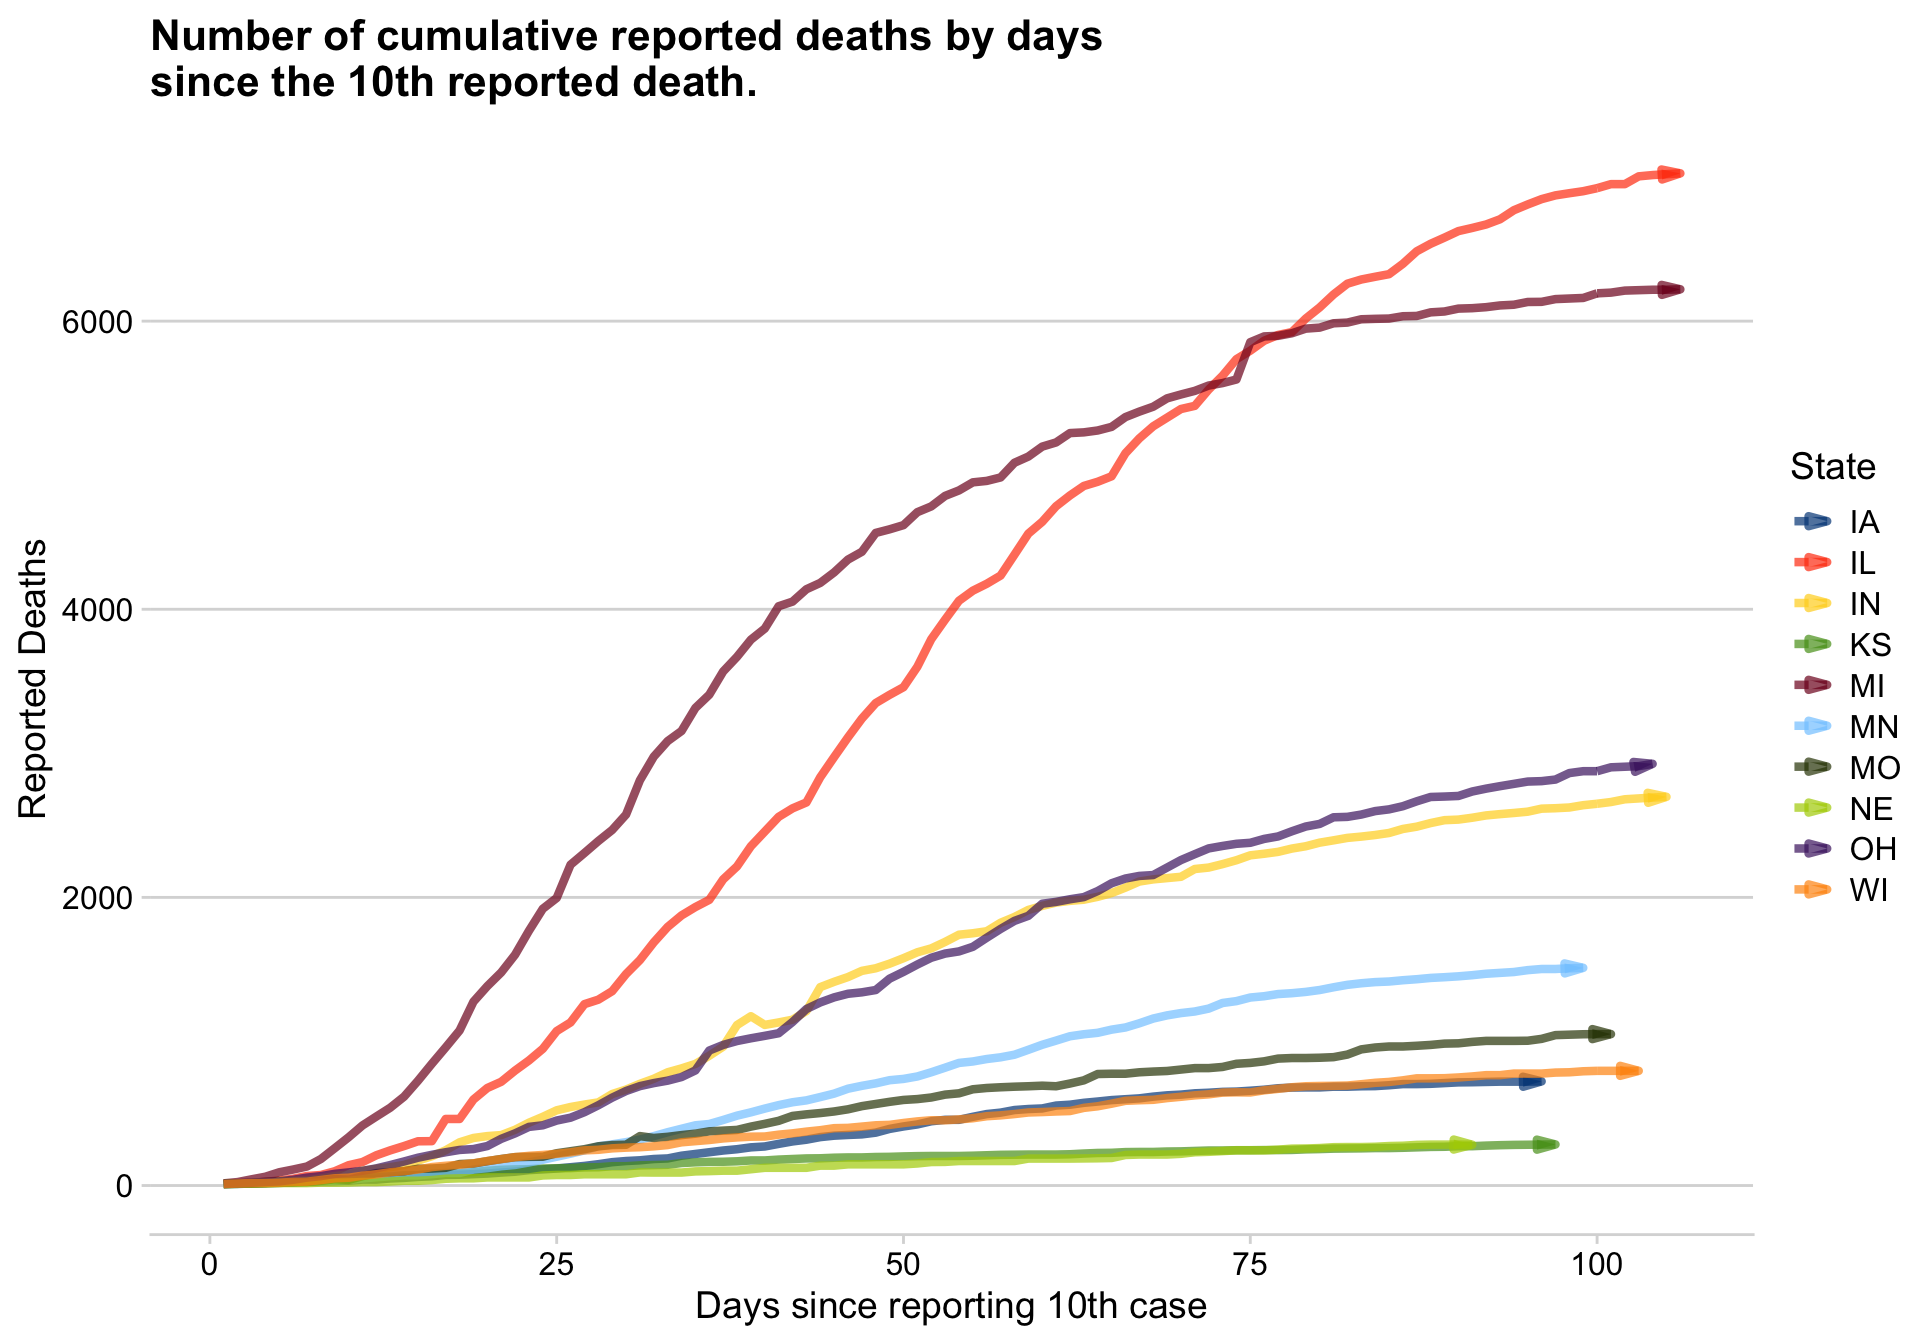 Number of cumulative reported deaths by days
since the 10th reported death.
6000
4000
2000
0
Reported Deaths
0 25 50 75 100
Days since reporting 10th case
State
IA
IL
IN
KS
MI
MN
MO
NE
OH
WI